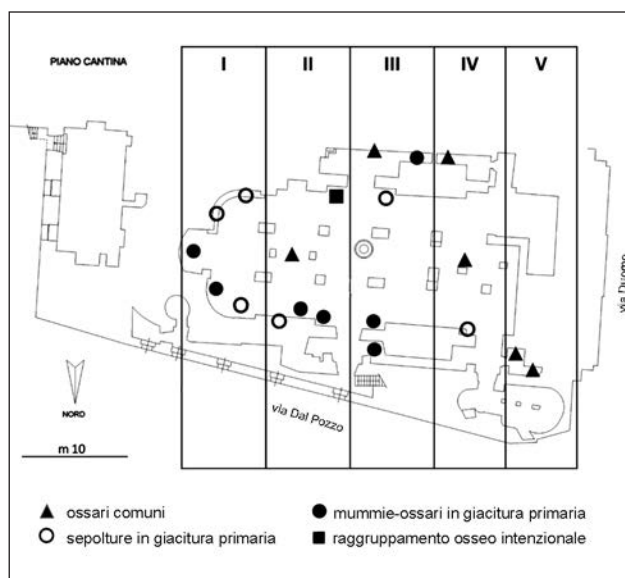 PIANO CANTINA
I II III IV V
via Duomo
via Dal Pozzo
NORD
m 10
ossari comuni
mummie-ossari in giacitura primaria
sepolture in giacitura primaria
raggruppamento osseo intenzionale